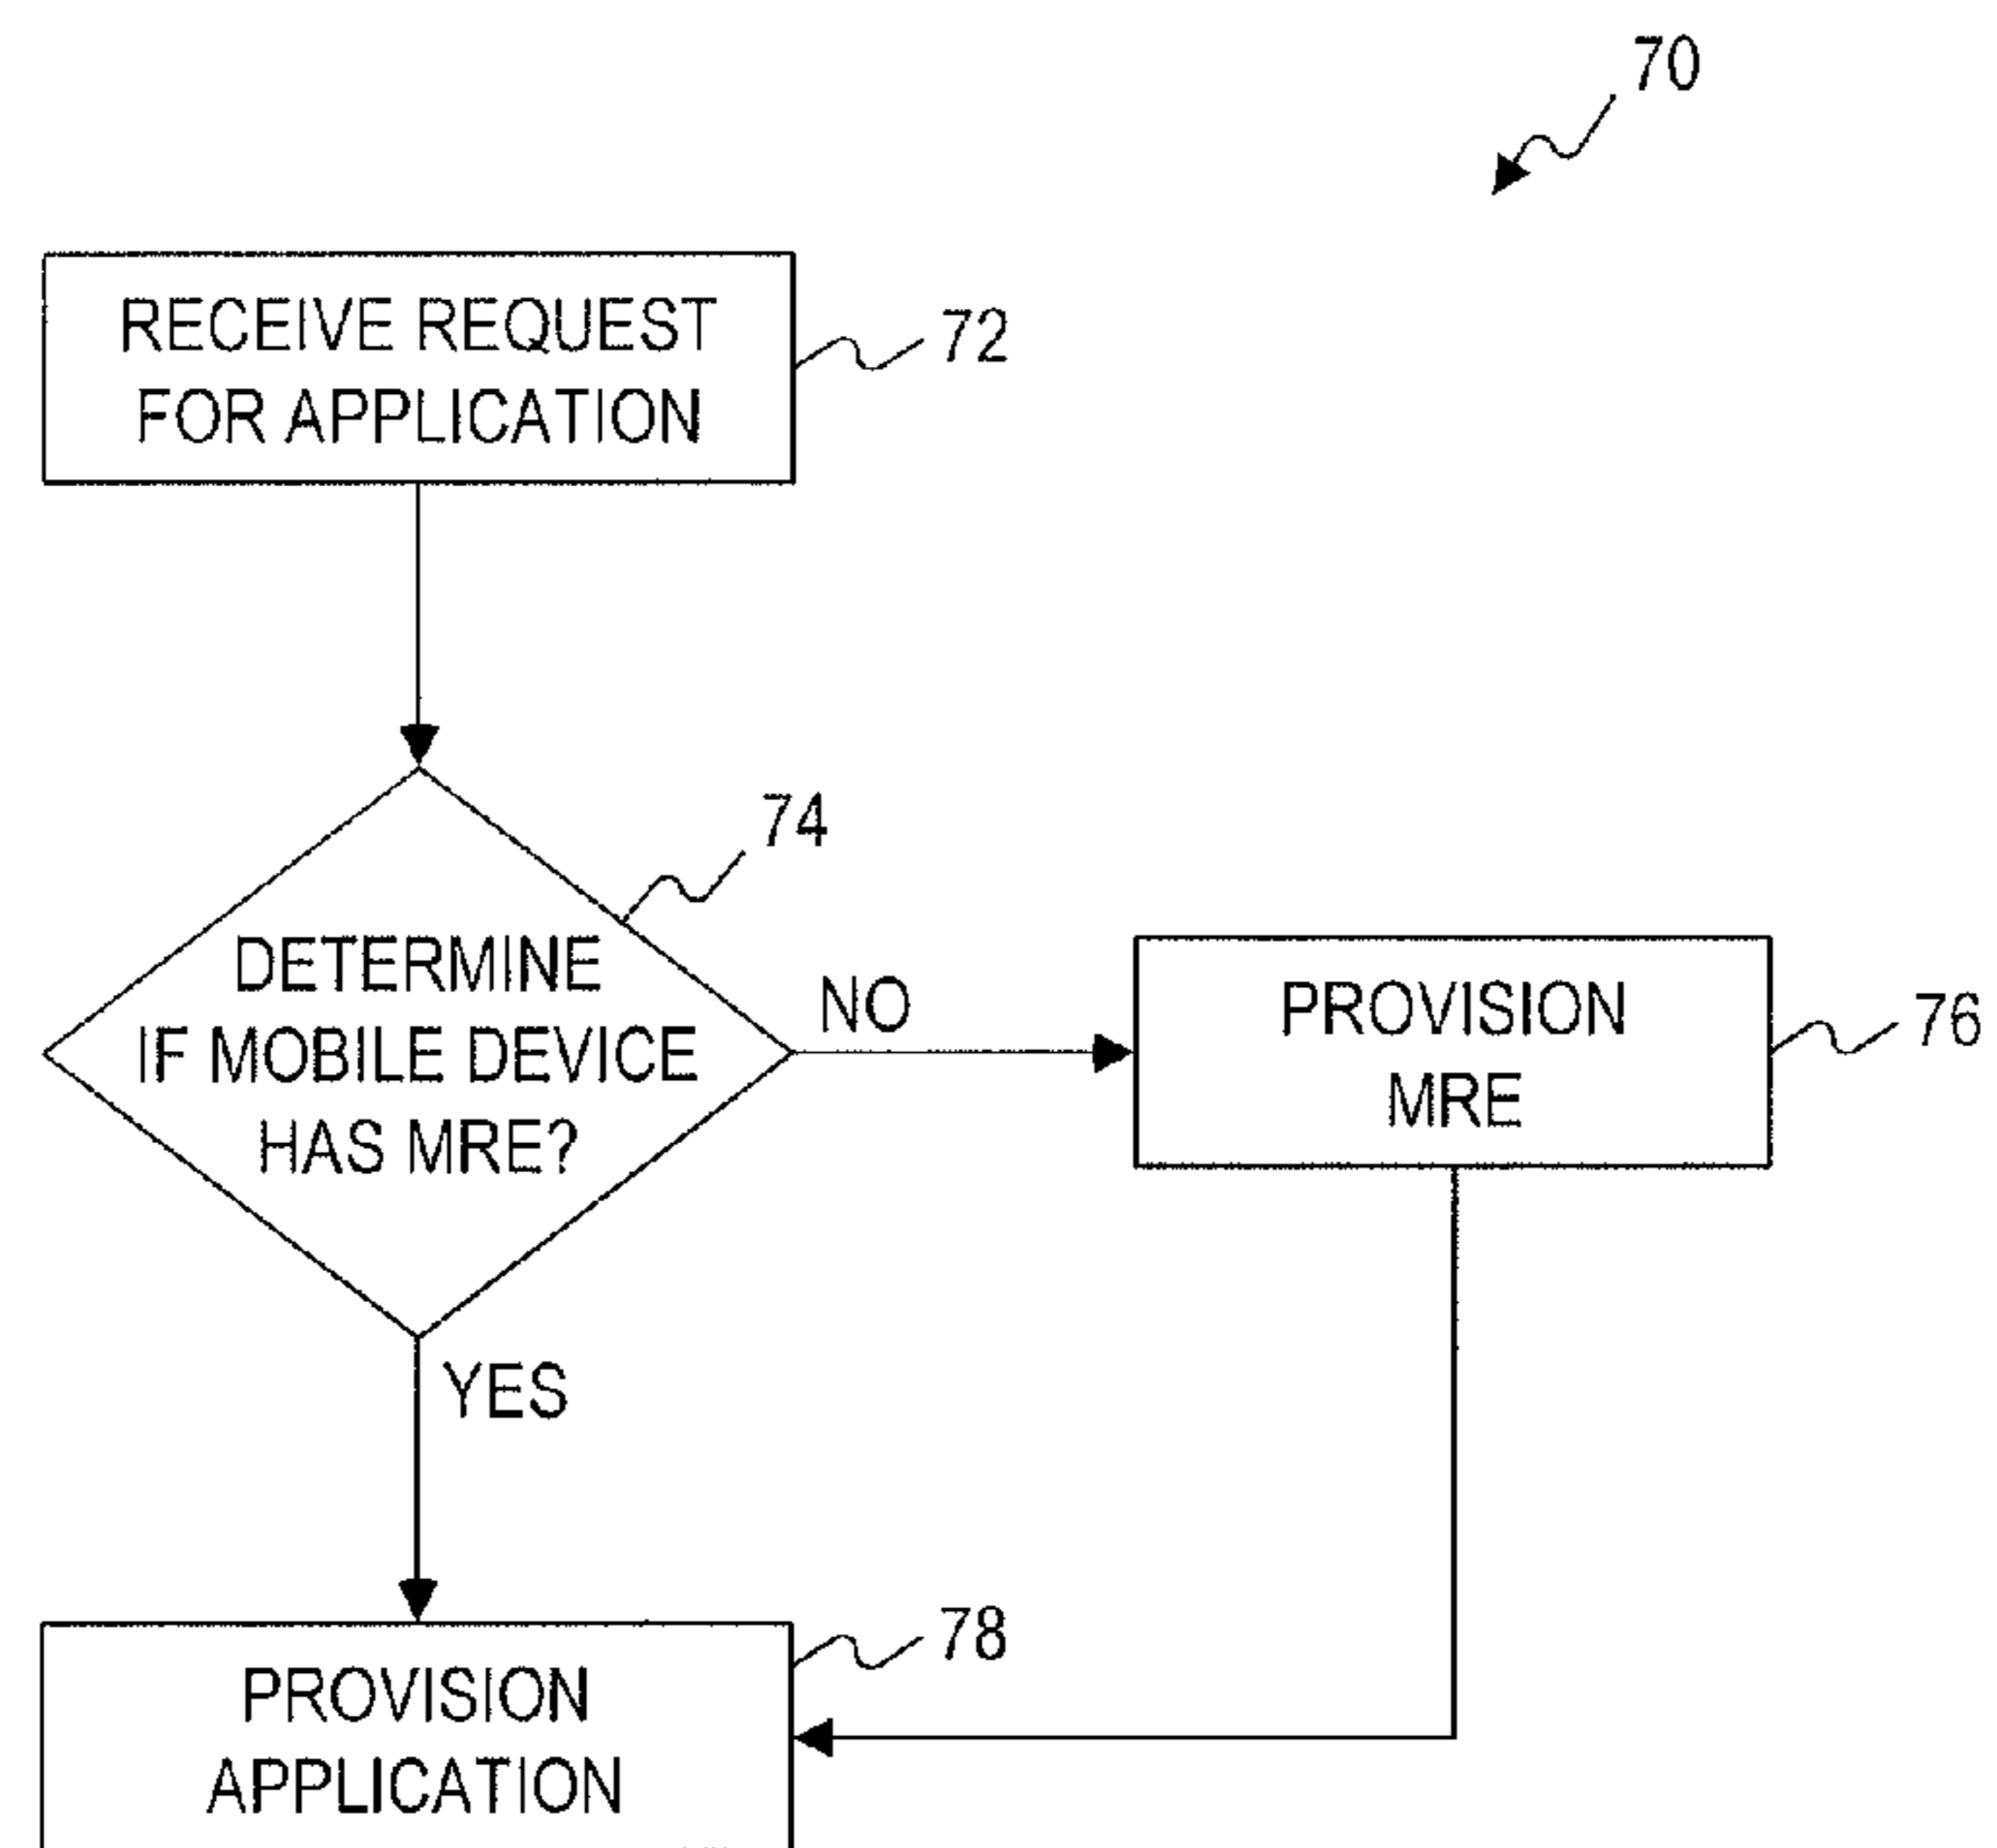 70
RECEIVE REQUEST
FOR APPLICATION
72
74
DETERMINE
IF MOBILE DEVICE
HAS MRE?
NO
PROVISION
MRE
76
YES
78
PROVISION
APPLICATION